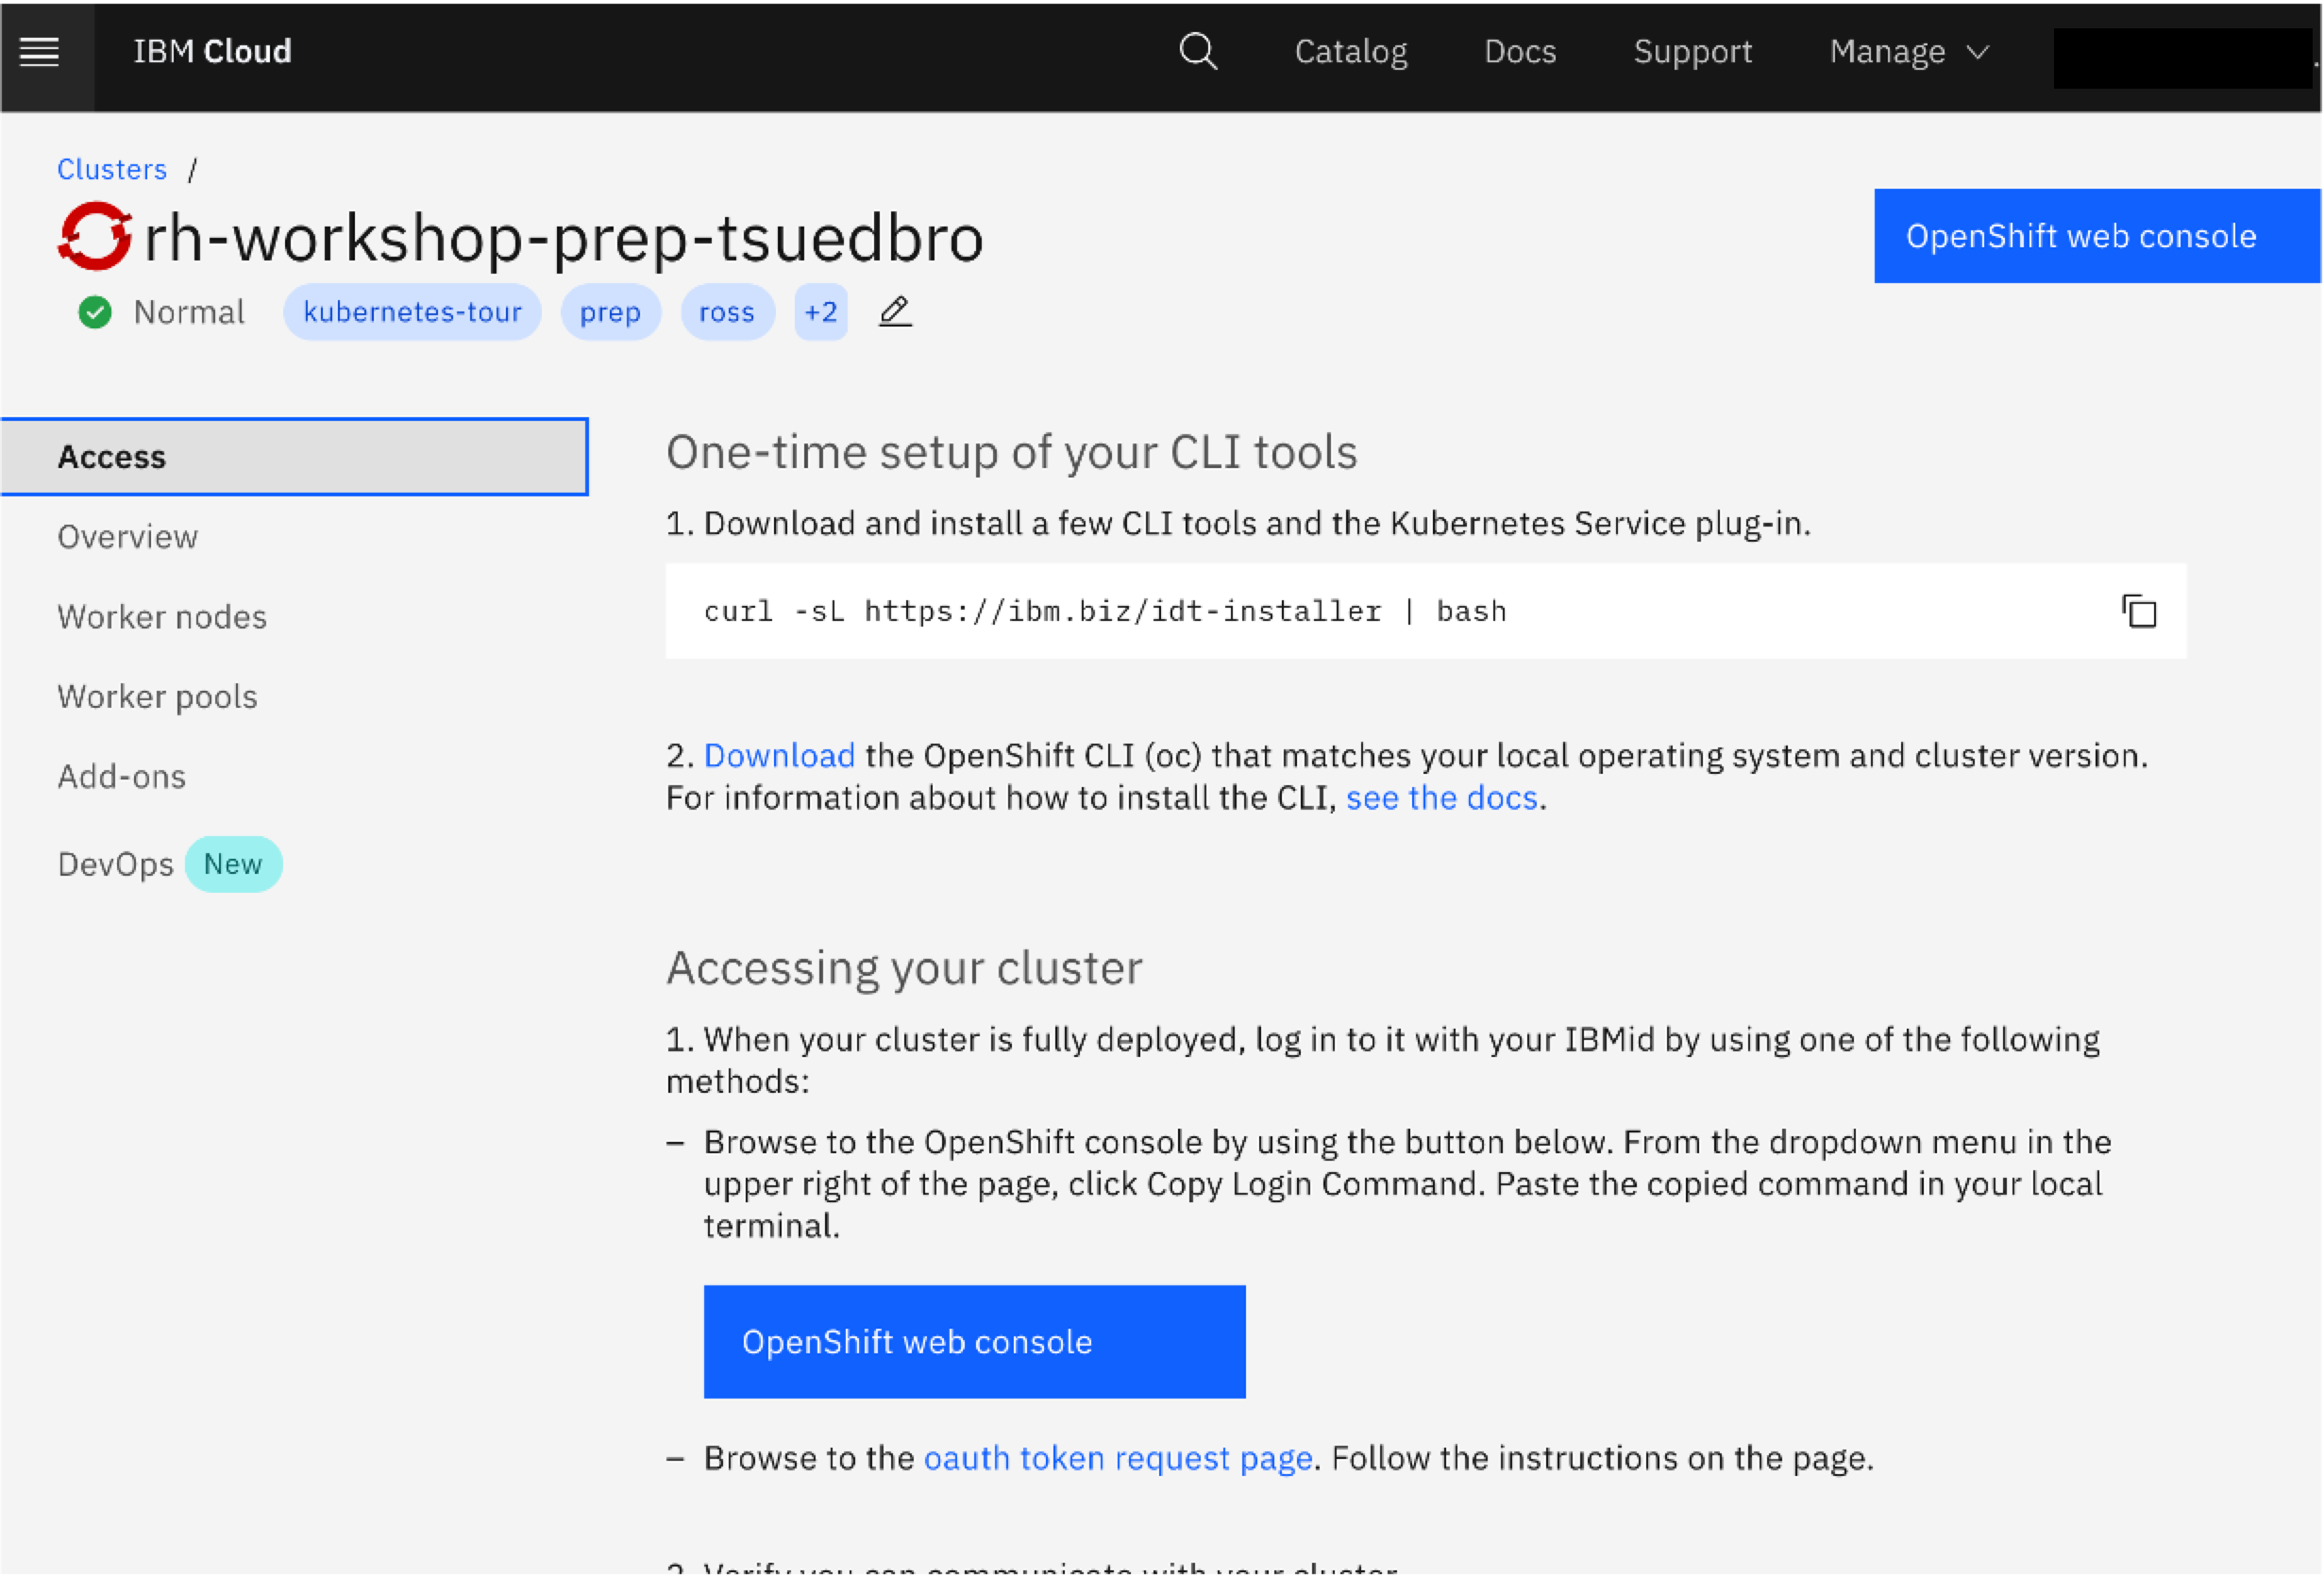 IBM Cloud
Catalog
Docs
Support
Manage
Clusters /
rh-workshop-prep-tsuedbro
OpenShift web console
Normal
kubernetes-tour
prep
ross
+2
Access
Overview
Worker nodes
Worker pools
Add-ons
DevOps New
One-time setup of your CLI tools
1. Download and install a few CLI tools and the Kubernetes Service plug-in.
curl -sL https://ibm.biz/idt-installer | bash
2. Download the OpenShift CLI (oc) that matches your local operating system and cluster version.
For information about how to install the CLI, see the docs.
Accessing your cluster
1. When your cluster is fully deployed, log in to it with your IBMid by using one of the following
methods:
– Browse to the OpenShift console by using the button below. From the dropdown menu in the
upper right of the page, click Copy Login Command. Paste the copied command in your local
terminal.
OpenShift web console
– Browse to the oauth token request page. Follow the instructions on the page.
2. Verify you can communicate with your cluster